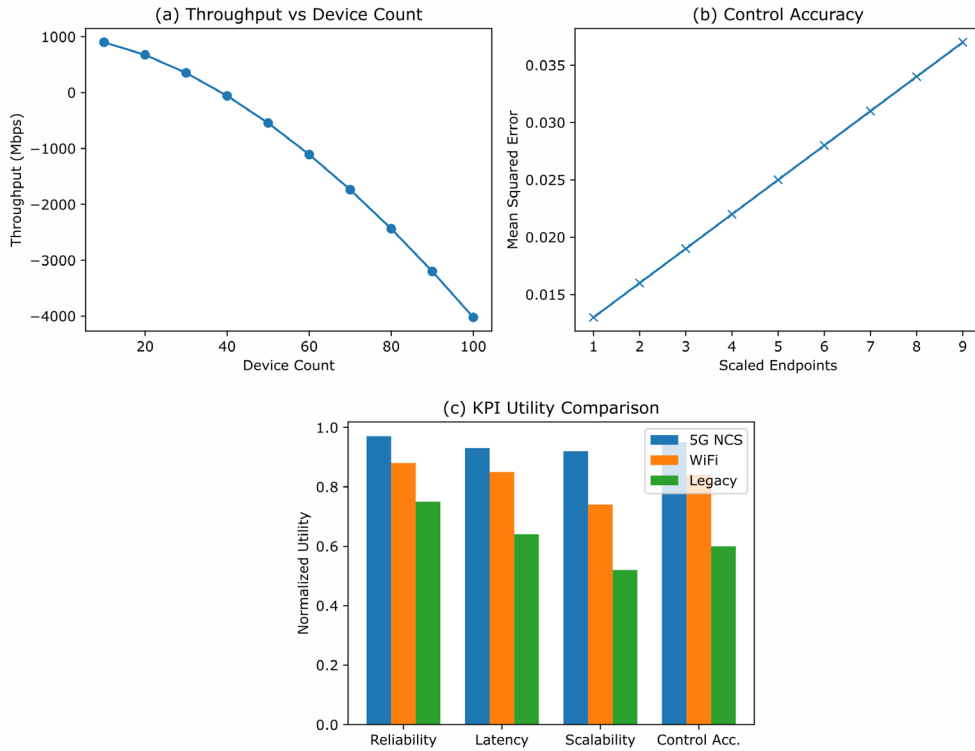 (a) Throughput vs Device Count
1000
0
−1000
−2000
−3000
−4000
Throughput (Mbps)
20 40 60 80 100
Device Count
(b) Control Accuracy
0.035
0.030
0.025
0.020
0.015
Mean Squared Error
1 2 3 4 5 6 7 8 9
Scaled Endpoints
(c) KPI Utility Comparison
1.0
0.8
0.6
0.4
0.2
0.0
Normalized Utility
5G NCS
WiFi
Legacy
Reliability Latency Scalability Control Acc.